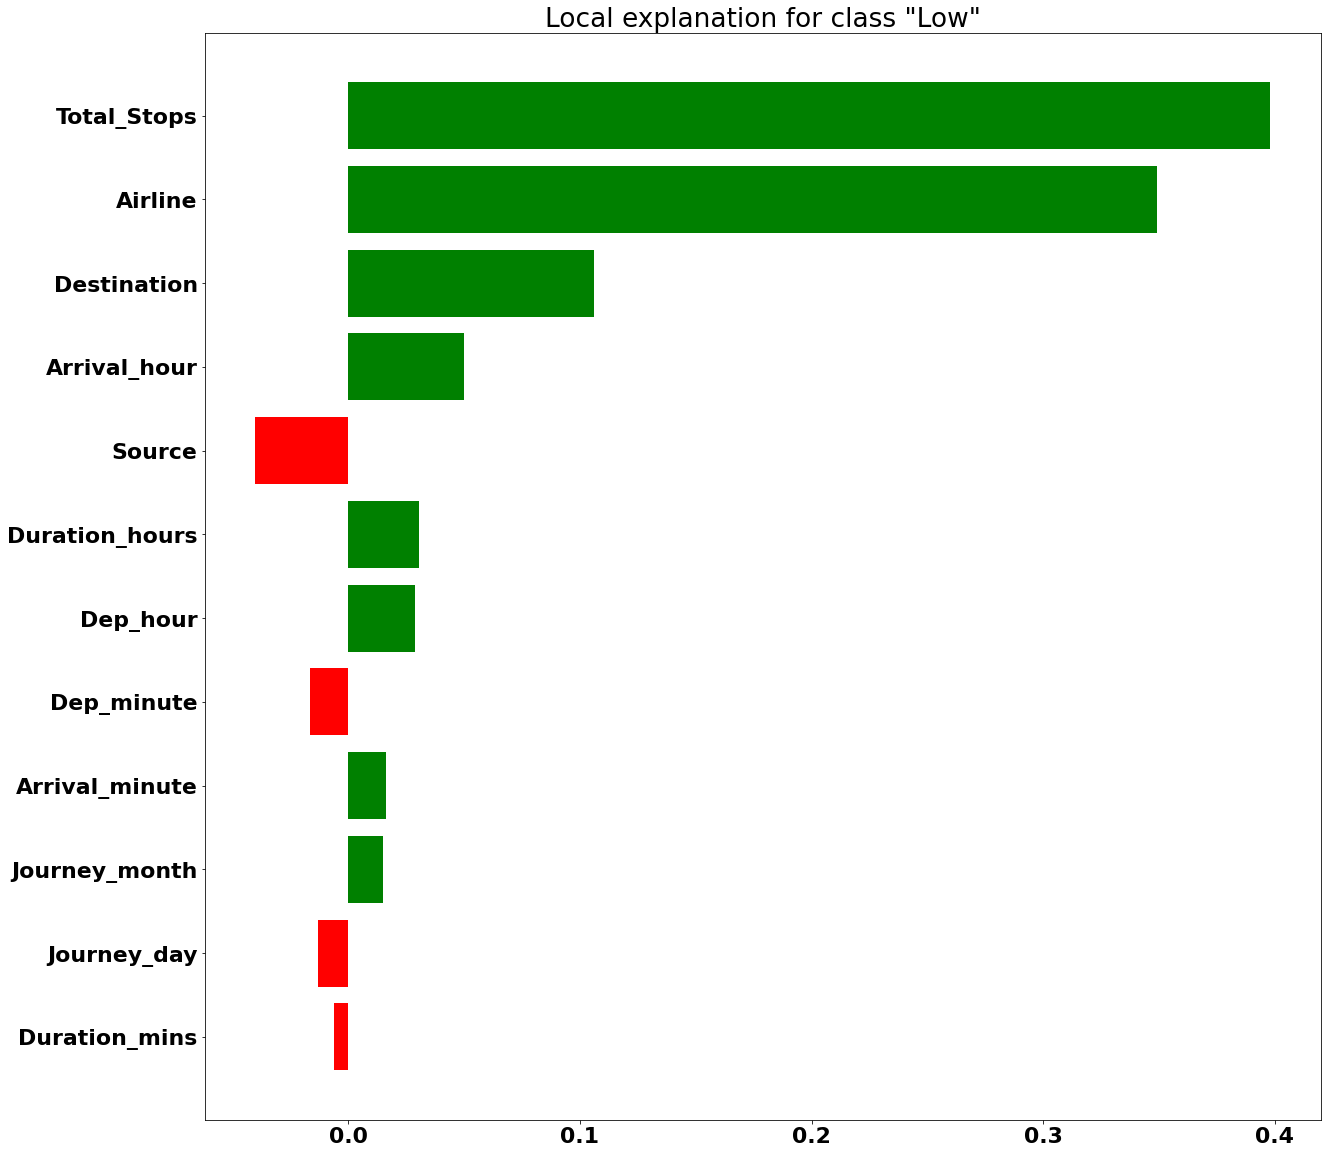 Local explanation for class "Low"
Total_Stops
Airline
Destination
Arrival_hour
Source
Duration_hours
Dep_hour
Dep_minute
Arrival_minute
Journey_month
Journey_day
Duration_mins
0.0 0.1 0.2 0.3 0.4